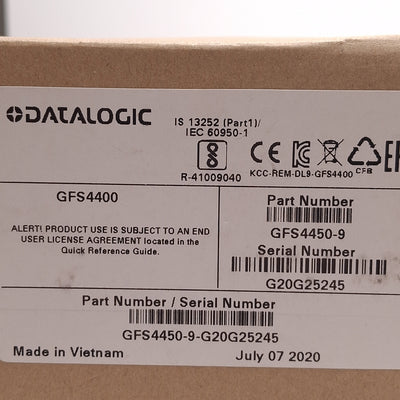 DATALOGIC
IS 13252 (Part1)/
IEC 60950-1
R-41009040
KCC-REM-DL9-GFS4400
CFB
GFS4400
ALERT! PRODUCT USE IS SUBJECT TO AN END
USER LICENSE AGREEMENT located in the
Quick Reference Guide.
Part Number
GFS4450-9
Serial Number
G20G25245
Part Number / Serial Number
GFS4450-9-G20G25245
Made in Vietnam
July 07 2020